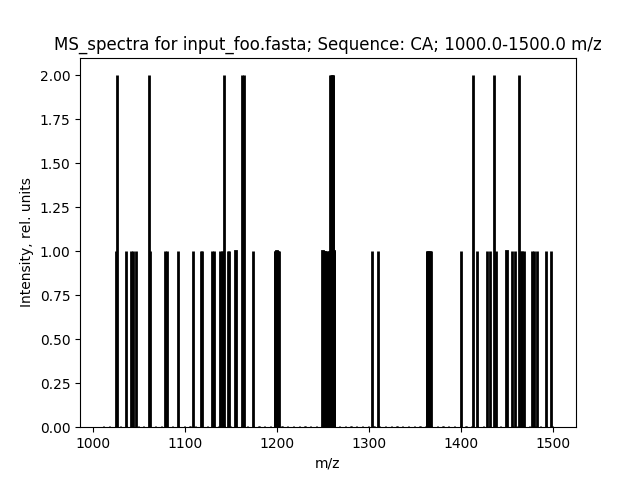 MS_spectra for input_foo.fasta; Sequence: CA; 1000.0-1500.0 m/z
2.00
1.75
1.50
1.25
1.00
0.75
0.50
0.25
0.00
Intensity, rel. units
1000 1100 1200 1300 1400 1500
m/z